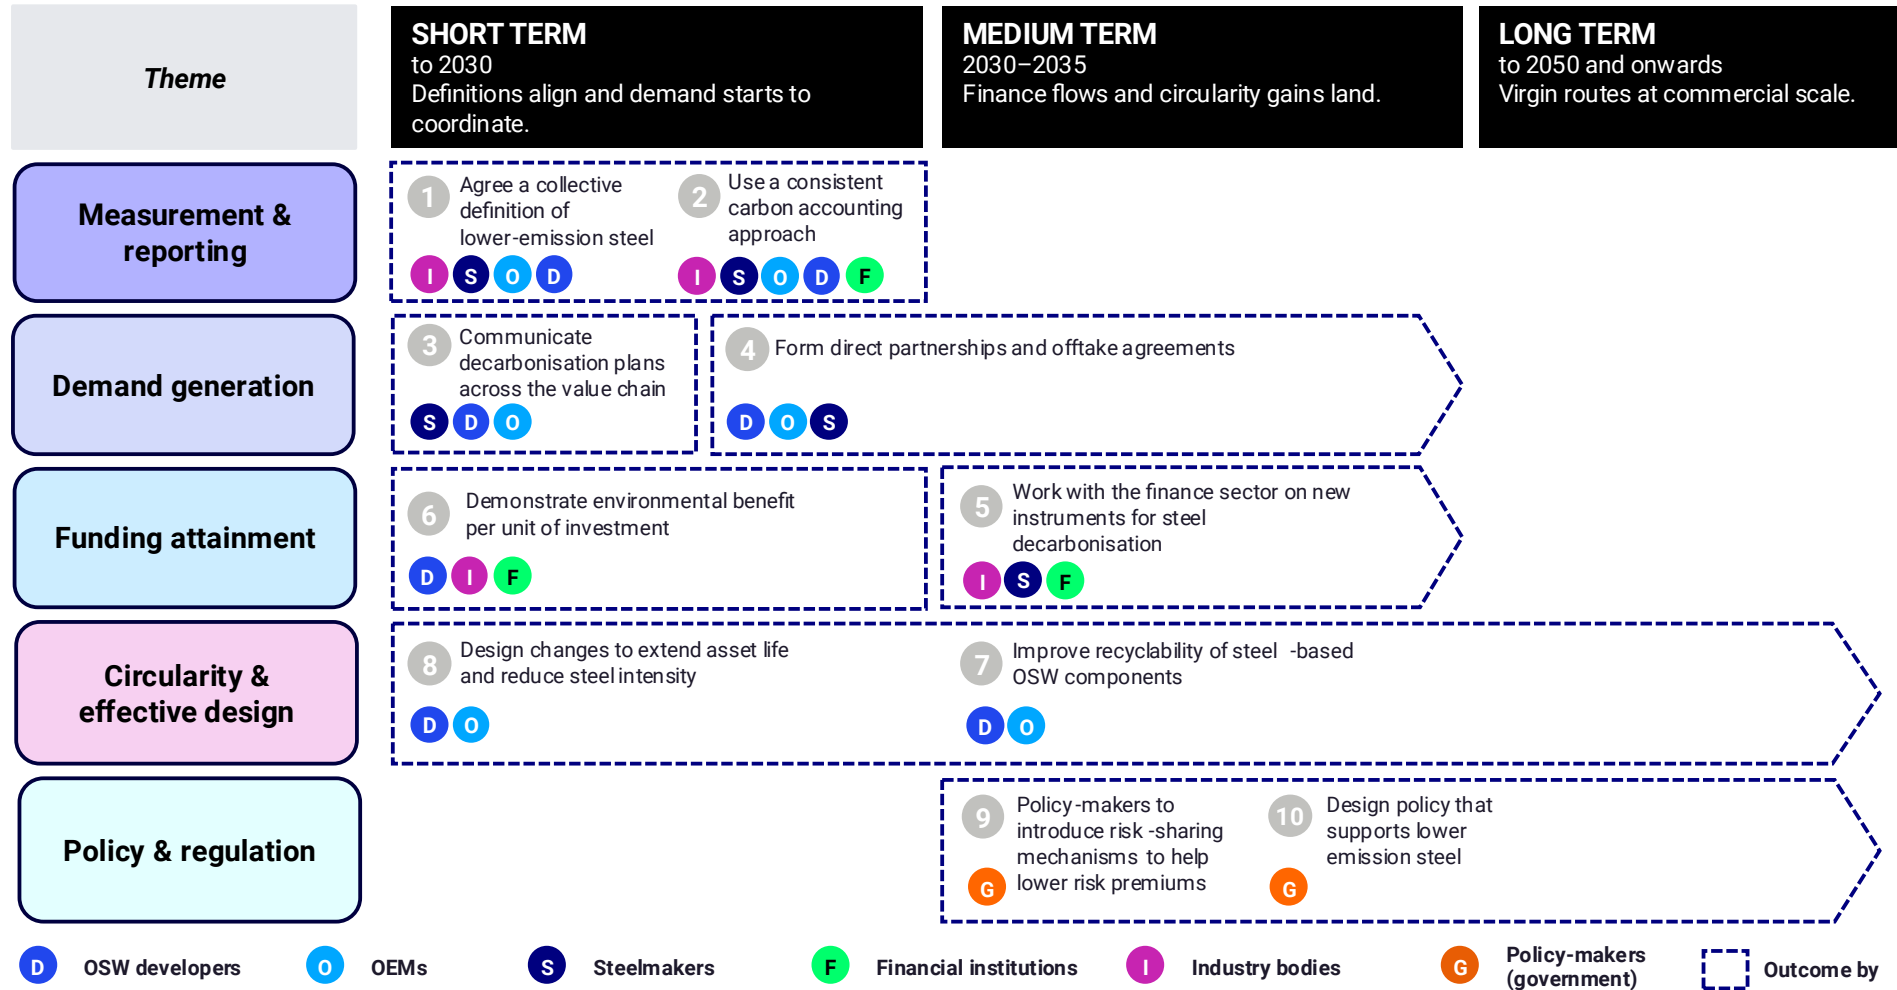 Theme
SHORT TERM
to 2030
Definitions align and demand starts to
coordinate.
MEDIUM TERM
2030–2035
Finance flows and circularity gains land.
LONG TERM
to 2050 and onwards
Virgin routes at commercial scale.
Measurement &
reporting
1
Agree a collective
definition of
lower-emission steel
I S O D
2
Use a consistent
carbon accounting
approach
I S O D F
Demand generation
3
Communicate
decarbonisation plans
across the value chain
S D O
4
Form direct partnerships and offtake agreements
D O S
Funding attainment
6
Demonstrate environmental benefit
per unit of investment
D I F
5
Work with the finance sector on new
instruments for steel
decarbonisation
I S F
Circularity &
effective design
8
Design changes to extend asset life
and reduce steel intensity
D O
7
Improve recyclability of steel -based
OSW components
D O
Policy & regulation
9
Policy-makers to
introduce risk -sharing
mechanisms to help
lower risk premiums
G
10
Design policy that
supports lower
emission steel
G
D OSW developers
O OEMs
S Steelmakers
F Financial institutions
I Industry bodies
G Policy-makers
(government)
Outcome by